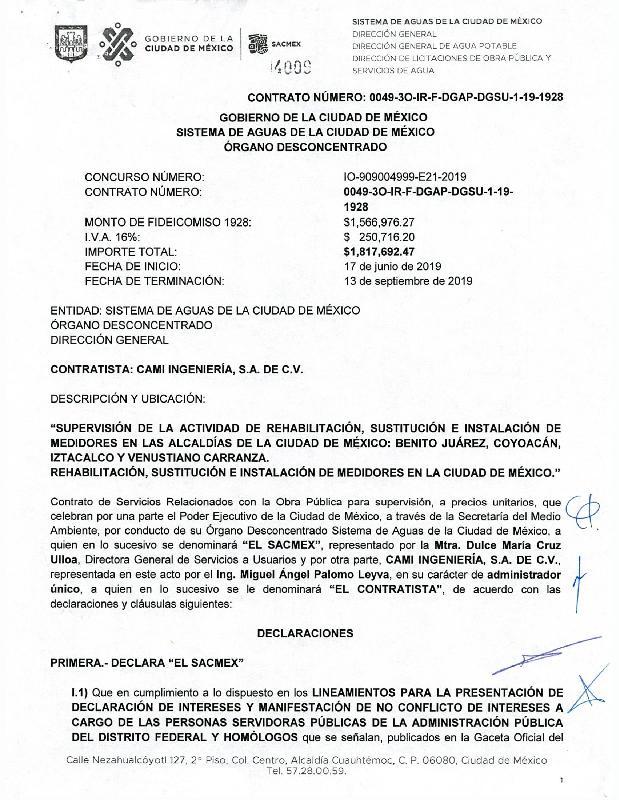 GOBIERNO DE LA
CIUDAD DE MÉXICO
SACMEX
SISTEMA DE AGUAS DE LA CIUDAD DE MÉXICO
DIRECCIÓN GENERAL
DIRECCIÓN GENERAL DE AGUA POTABLE
DIRECCIÓN DE LICITACIONES DE OBRA PÚBLICA Y
SERVICIOS DE AGUA
4009
CONTRATO NÚMERO: 0049-3O-IR-F-DGAP-DGSU-1-19-1928
GOBIERNO DE LA CIUDAD DE MÉXICO
SISTEMA DE AGUAS DE LA CIUDAD DE MÉXICO
ÓRGANO DESCONCENTRADO
CONCURSO NÚMERO: IO-909004999-E21-2019
CONTRATO NÚMERO: 0049-3O-IR-F-DGAP-DGSU-1-19-
1928
MONTO DE FIDEICOMISO 1928: $1,566,976.27
I.V.A. 16%: $ 250,716.20
IMPORTE TOTAL: $1,817,692.47
FECHA DE INICIO: 17 de junio de 2019
FECHA DE TERMINACIÓN: 13 de septiembre de 2019
ENTIDAD: SISTEMA DE AGUAS DE LA CIUDAD DE MÉXICO
ÓRGANO DESCONCENTRADO
DIRECCIÓN GENERAL
CONTRATISTA: CAMI INGENIERÍA, S.A. DE C.V.
DESCRIPCIÓN Y UBICACIÓN:
“SUPERVISIÓN DE LA ACTIVIDAD DE REHABILITACIÓN, SUSTITUCIÓN E INSTALACIÓN DE
MEDIDORES EN LAS ALCALDÍAS DE LA CIUDAD DE MÉXICO: BENITO JUÁREZ, COYOACÁN,
IZTACALCO Y VENUSTIANO CARRANZA.
REHABILITACIÓN, SUSTITUCIÓN E INSTALACIÓN DE MEDIDORES EN LA CIUDAD DE MÉXICO.”
Contrato de Servicios Relacionados con la Obra Pública para supervisión, a precios unitarios, que
celebran por una parte el Poder Ejecutivo de la Ciudad de México, a través de la Secretaría del Medio
Ambiente, por conducto de su Órgano Desconcentrado Sistema de Aguas de la Ciudad de México, a
quien en lo sucesivo se denominará “EL SACMEX”, representado por la Mtra. Dulce María Cruz
Ulloa, Directora General de Servicios a Usuarios y por otra parte, CAMI INGENIERÍA, S.A. DE C.V.,
representada en este acto por el Ing. Miguel Ángel Palomo Leyva, en su carácter de administrador
único, a quien en lo sucesivo se le denominará “EL CONTRATISTA”, de acuerdo con las
declaraciones y cláusulas siguientes:
DECLARACIONES
PRIMERA.- DECLARA “EL SACMEX”
I.1) Que en cumplimiento a lo dispuesto en los LINEAMIENTOS PARA LA PRESENTACIÓN DE
DECLARACIÓN DE INTERESES Y MANIFESTACIÓN DE NO CONFLICTO DE INTERESES A
CARGO DE LAS PERSONAS SERVIDORAS PÚBLICAS DE LA ADMINISTRACIÓN PÚBLICA
DEL DISTRITO FEDERAL Y HOMÓLOGOS que se señalan, publicados en la Gaceta Oficial del
Calle Nezahualcóyotl 127, 2° Piso, Col. Centro, Alcaldía Cuauhtémoc, C. P. 06080, Ciudad de México
Tel. 57.28.00.59.
1